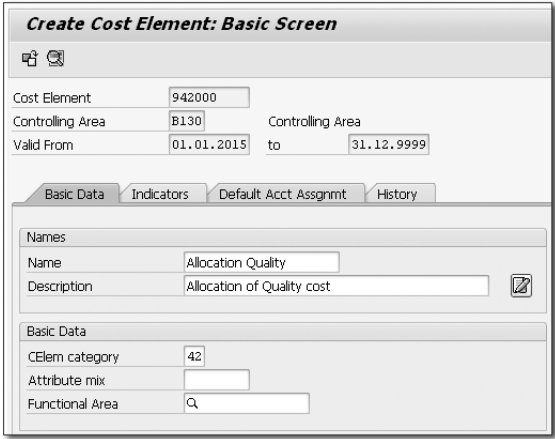 Create Cost Element: Basic Screen
Cost Element 942000
Controlling Area B130 Controlling Area
Valid From 01.01.2015 to 31.12.9999
Basic Data Indicators Default Acct Assgnmt History
Names
Name Allocation Quality
Description Allocation of Quality cost
Basic Data
CElem category 42
Attribute mix
Functional Area